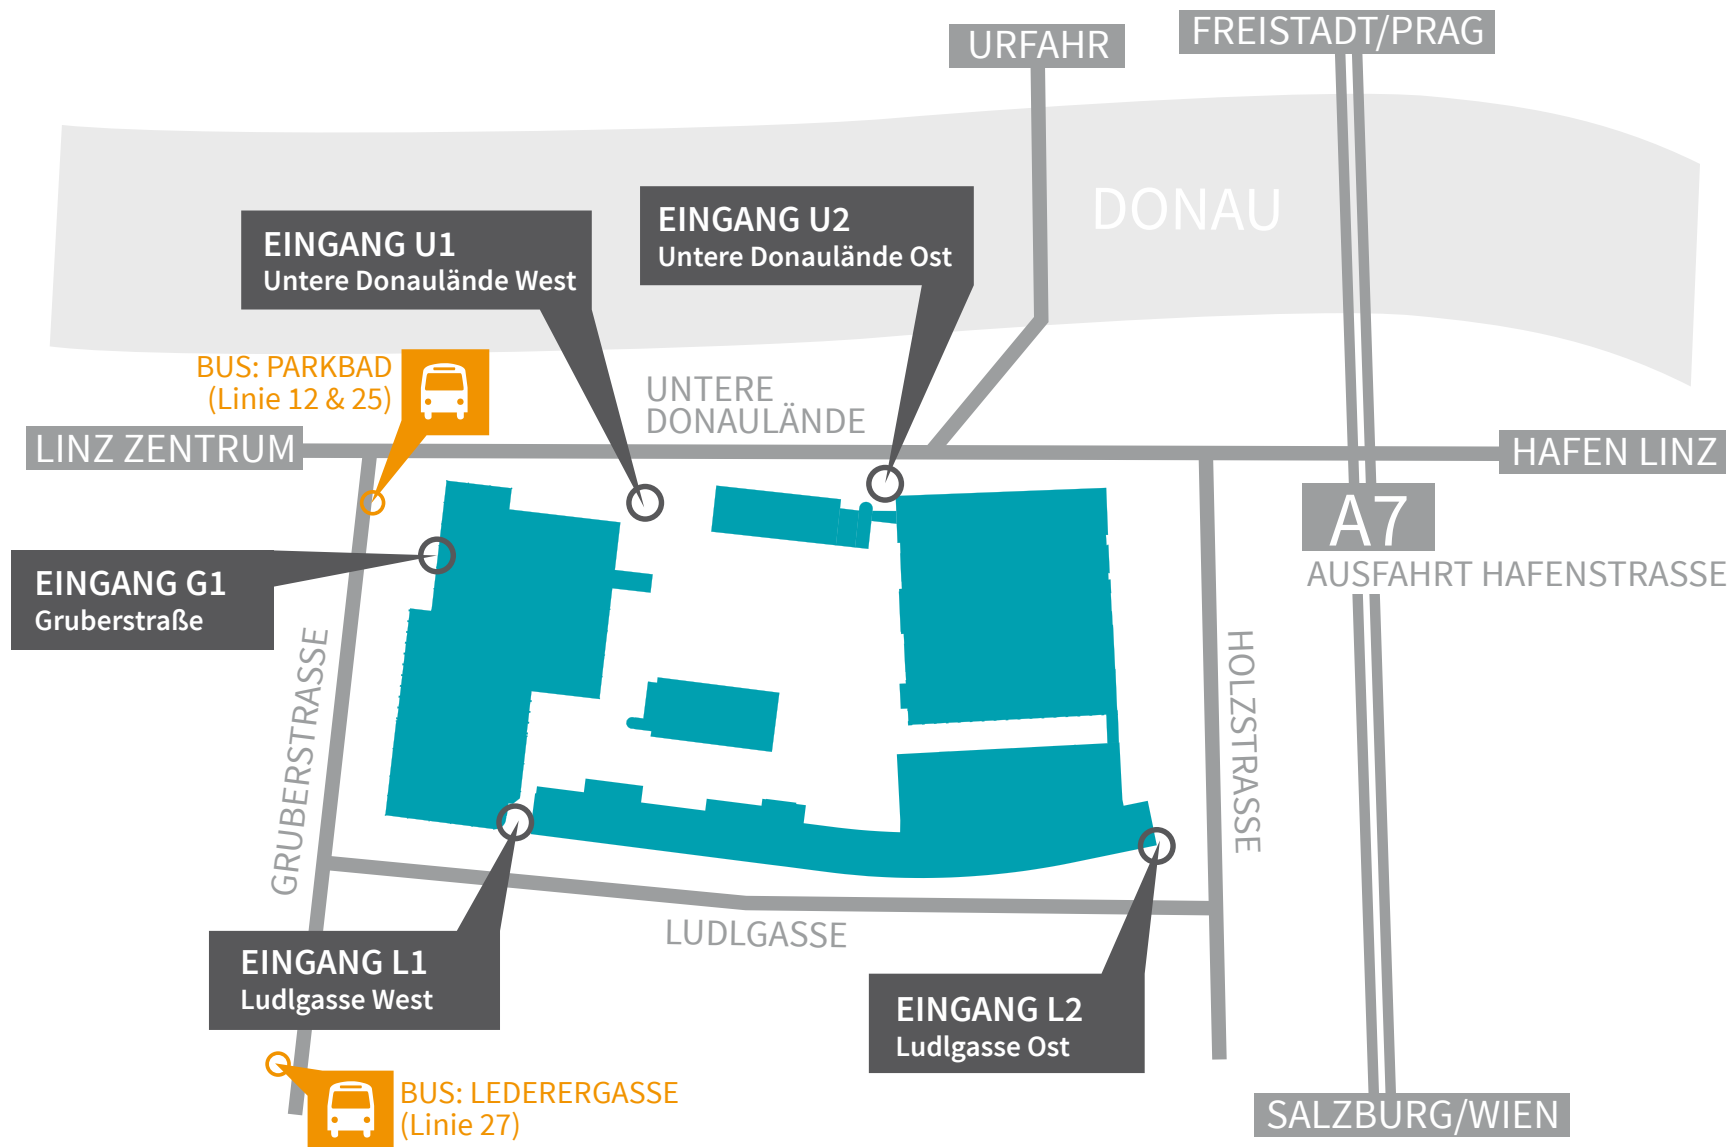 FREISTADT/PRAG
URFAHR
DONAU
EINGANG U2
Untere Donaulände Ost
EINGANG U1
Untere Donaulände West
BUS: PARKBAD
(Linie 12 & 25)
UNTERE
DONAULÄNDE
LINZ ZENTRUM
HAFEN LINZ
A7
AUSFAHRT HAFENSTRASSE
EINGANG G1
Gruberstraße
GRUBERSTRASSE
HOLZSTRASSE
LUDLGASSE
EINGANG L1
Ludlgasse West
EINGANG L2
Ludlgasse Ost
BUS: LEDERERGASSE
(Linie 27)
SALZBURG/WIEN